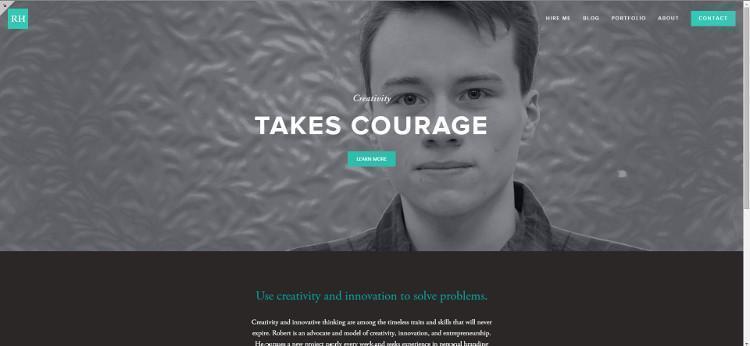 RH
HIRE ME BLOG PORTFOLIO ABOUT CONTACT
Creativity
TAKES COURAGE
LEARN MORE
Use creativity and innovation to solve problems.
Creativity and innovative thinking are among the timeless traits and skills that will never
expire. Robert is an advocate and model of creativity, innovation, and entrepreneurship.
He pursues a new project nearly every week and seeks experience in personal branding